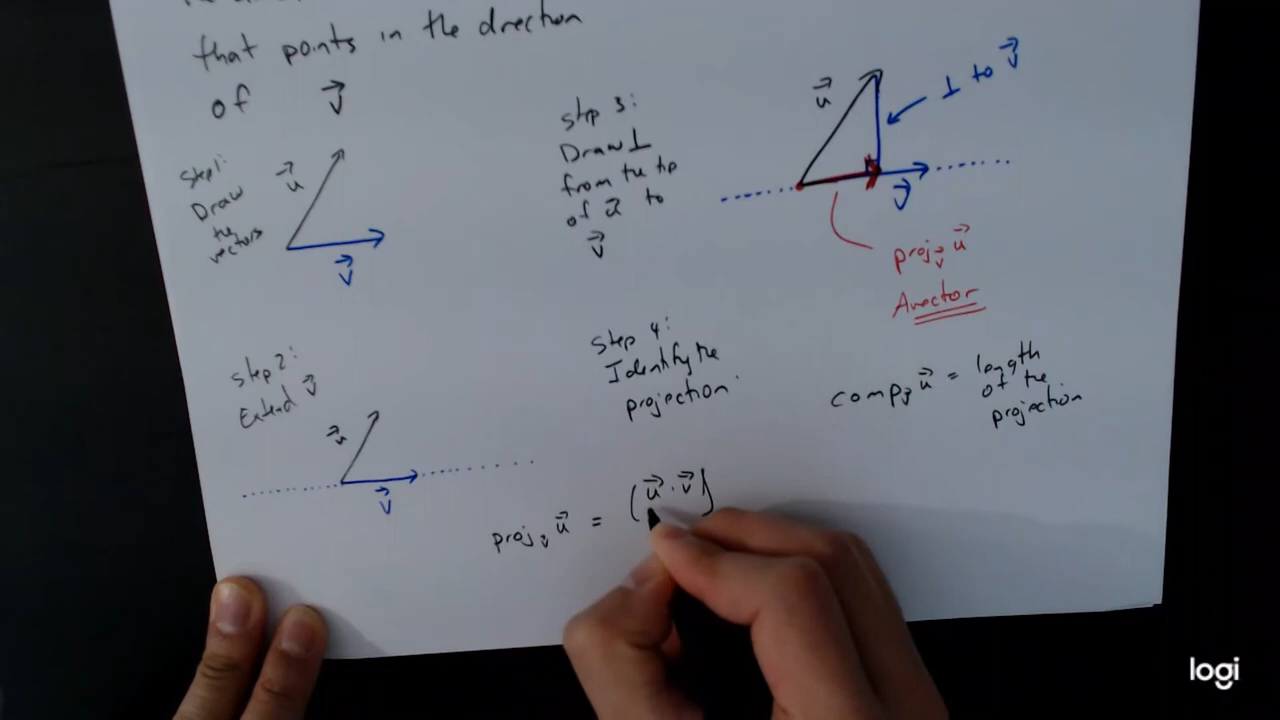 that points in the direction
of v⃗
Step 1:
Draw
the
vectors
u⃗
v⃗
Step 2:
Extend v⃗
u⃗
v⃗
Step 3:
Draw ⊥
from the tip
of u⃗ to
v⃗
u⃗
⊥ to v⃗
v⃗
proj_v⃗ u⃗
A vector
Step 4:
Identify the
projection.
comp_v⃗ u⃗ = length
of the
projection
proj_v⃗ u⃗ = (u⃗ · v⃗)
logi